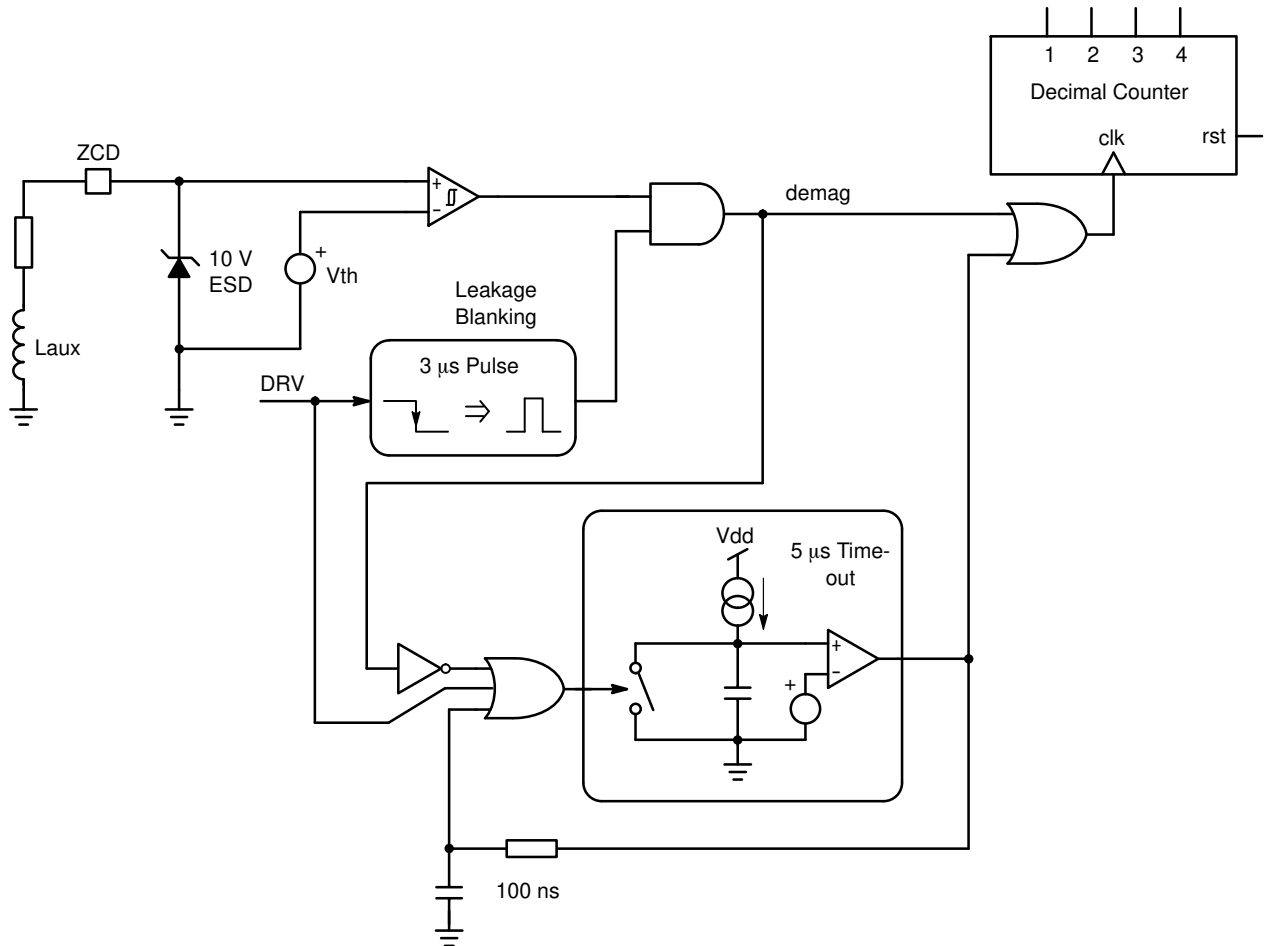 1 2 3 4
Decimal Counter
clk
rst
ZCD
+
−
demag
10 V
ESD
+
Vth
Leakage
Blanking
Laux
3 µs Pulse
DRV
Vdd
5 µs Time-
out
+
−
+
100 ns